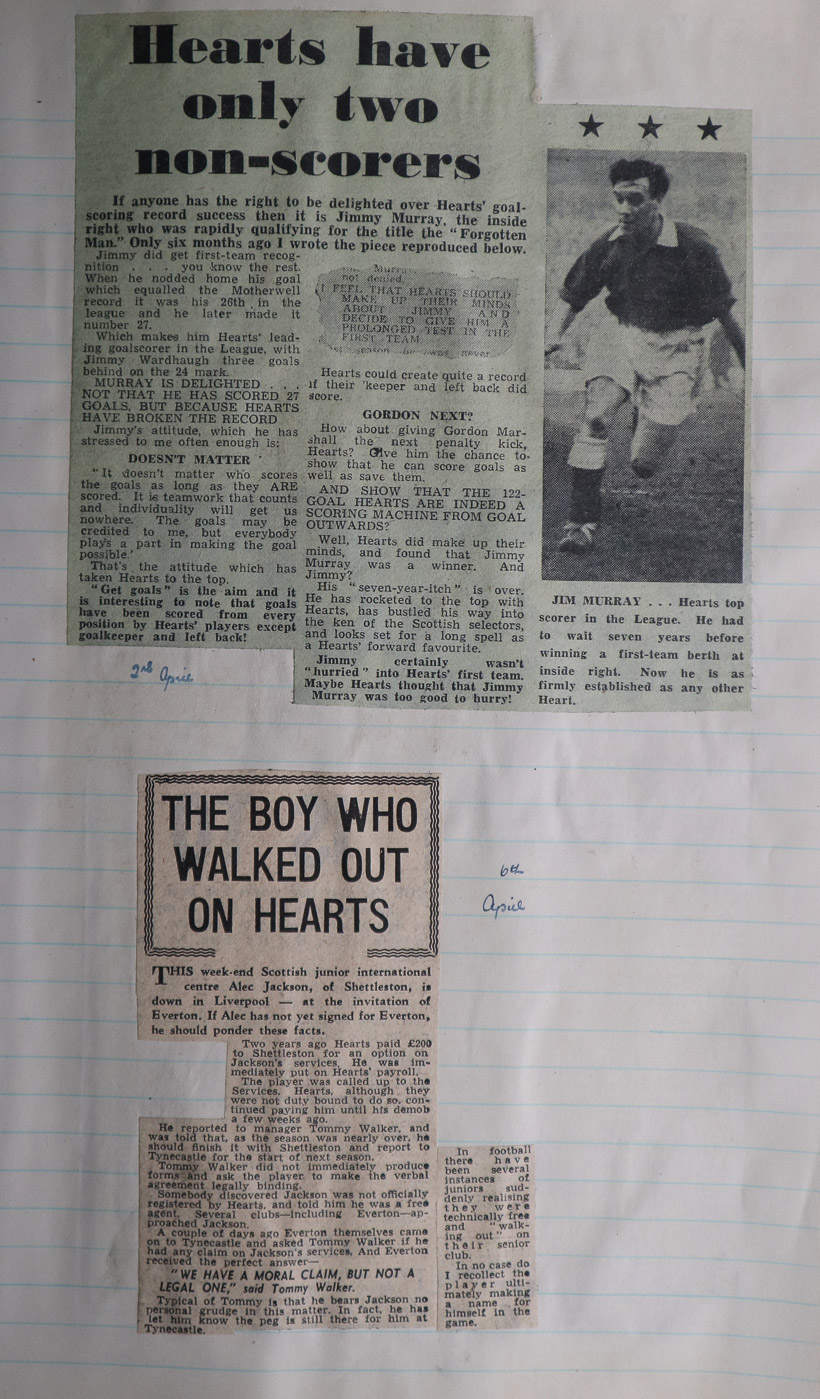 Hearts have
only two
non-scorers
If anyone has the right to be delighted over Hearts' goal-
scoring record success then it is Jimmy Murray, the inside
right who was rapidly qualifying for the title the "Forgotten
Man." Only six months ago I wrote the piece reproduced below.
Jimmy did get first-team recog-
nition . . . you know the rest.
When he nodded home his goal
which equalled the Motherwell
record it was his 26th in the
league and he later made it
number 27.
Which makes him Hearts' lead-
ing goalscorer in the League, with
Jimmy Wardhaugh three goals
behind on the 24 mark.
MURRAY IS DELIGHTED . . .
NOT THAT HE HAS SCORED 27
GOALS, BUT BECAUSE HEARTS
HAVE BROKEN THE RECORD
Jimmy's attitude, which he has
stressed to me often enough is:
DOESN'T MATTER
"It doesn't matter who scores
the goals as long as they ARE
scored. It is teamwork that counts
and individuality will get us
nowhere. The goals may be
credited to me, but everybody
plays a part in making the goal
possible.'
That's the attitude which has
taken Hearts to the top.
"Get goals" is the aim and it
is interesting to note that goals
have been scored from every
position by Hearts' players except
goalkeeper and left back!
Murr
not denied.
I FEEL THAT HEARTS SHOULD
MAKE UP THEIR MINDS
ABOUT JIMMY AND
DECIDE TO GIVE HIM A
PROLONGED TEST IN THE
FIRST TEAM
season he was never
Hearts could create quite a record
if their 'keeper and left back did
score.
GORDON NEXT?
How about giving Gordon Mar-
shall the next penalty kick,
Hearts? Give him the chance to
show that he can score goals as
well as save them.
AND SHOW THAT THE 122-
GOAL HEARTS ARE INDEED A
SCORING MACHINE FROM GOAL
OUTWARDS?
Well, Hearts did make up their
minds, and found that Jimmy
Murray was a winner. And
Jimmy?
His "seven-year-itch" is over.
He has rocketed to the top with
Hearts, has bustled his way into
the ken of the Scottish selectors,
and looks set for a long spell as
a Hearts' forward favourite.
Jimmy certainly wasn't
"hurried" into Hearts' first team.
Maybe Hearts thought that Jimmy
Murray was too good to hurry!
★ ★ ★
JIM MURRAY . . . Hearts top
scorer in the League. He had
to wait seven years before
winning a first-team berth at
inside right. Now he is as
firmly established as any other
Heart.
2nd April
THE BOY WHO
WALKED OUT
ON HEARTS
6th
April
THIS week-end Scottish junior international
centre Alec Jackson, of Shettleston, is
down in Liverpool — at the invitation of
Everton. If Alec has not yet signed for Everton,
he should ponder these facts.
Two years ago Hearts paid £200
to Shettleston for an option on
Jackson's services. He was im-
mediately put on Hearts' payroll.
The player was called up to the
Services. Hearts, although they
were not duty bound to do so, con-
tinued paying him until his demob
a few weeks ago.
He reported to manager Tommy Walker, and
was told that, as the season was nearly over, he
should finish it with Shettleston and report to
Tynecastle for the start of next season.
Tommy Walker did not immediately produce
forms and ask the player to make the verbal
agreement legally binding.
Somebody discovered Jackson was not officially
registered by Hearts, and told him he was a free
agent. Several clubs—including Everton—ap-
proached Jackson.
A couple of days ago Everton themselves came
on to Tynecastle and asked Tommy Walker if he
had any claim on Jackson's services. And Everton
received the perfect answer—
"WE HAVE A MORAL CLAIM, BUT NOT A
LEGAL ONE," said Tommy Walker.
Typical of Tommy is that he bears Jackson no
personal grudge in this matter. In fact, he has
let him know the peg is still there for him at
Tynecastle.
In football
there have
been several
instances of
juniors sud-
denly realising
they were
technically free
and "walk-
ing out" on
their senior
club.
In no case do
I recollect the
player ulti-
mately making
a name for
himself in the
game.